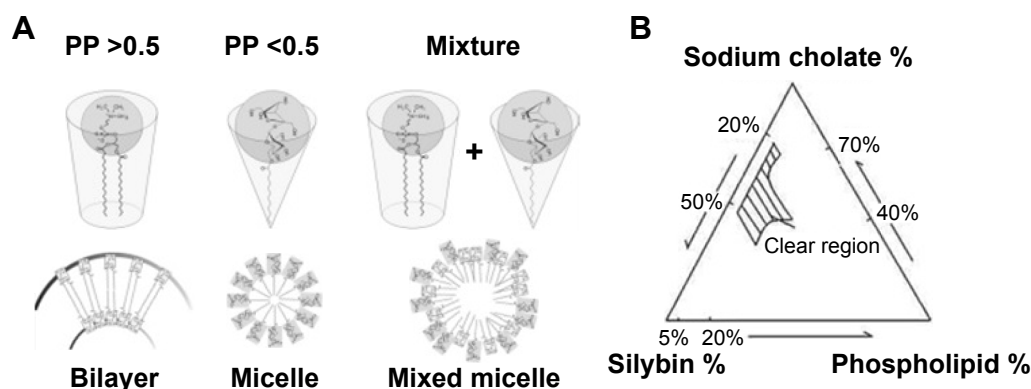 A
PP >0.5
PP <0.5
Mixture
+
Bilayer
Micelle
Mixed micelle
B
Sodium cholate %
20%
70%
50%
40%
Clear region
5%
20%
Silybin %
Phospholipid %